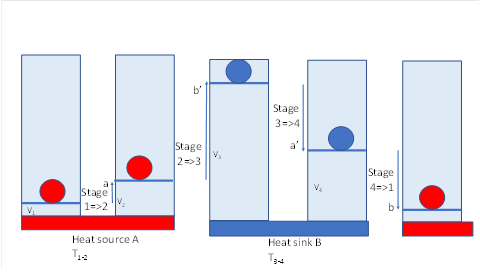 b'
Stage
3=>4
a'
Stage
2=>3
V3
a
Stage
1=>2
V1
V2
V4
Stage
4=>1
b
Heat source A
T1-2
Heat sink B
T3-4